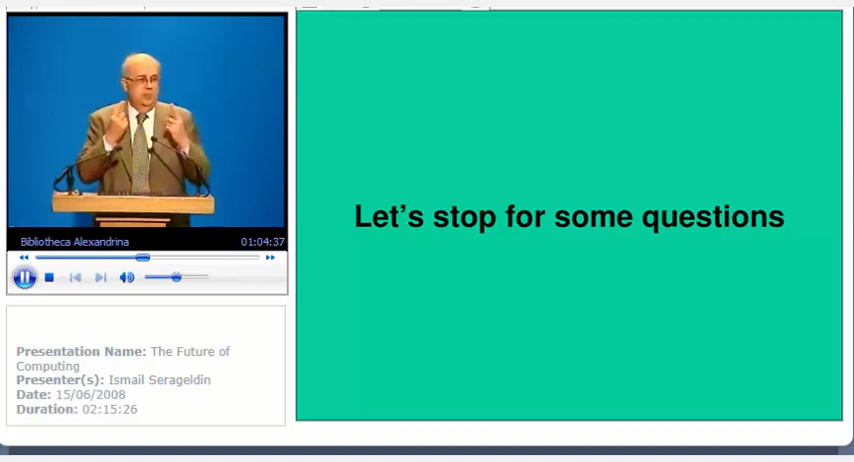 Bibliotheca Alexandrina 01:04:37
Presentation Name: The Future of
Computing
Presenter(s): Ismail Serageldin
Date: 15/06/2008
Duration: 02:15:26
Let's stop for some questions